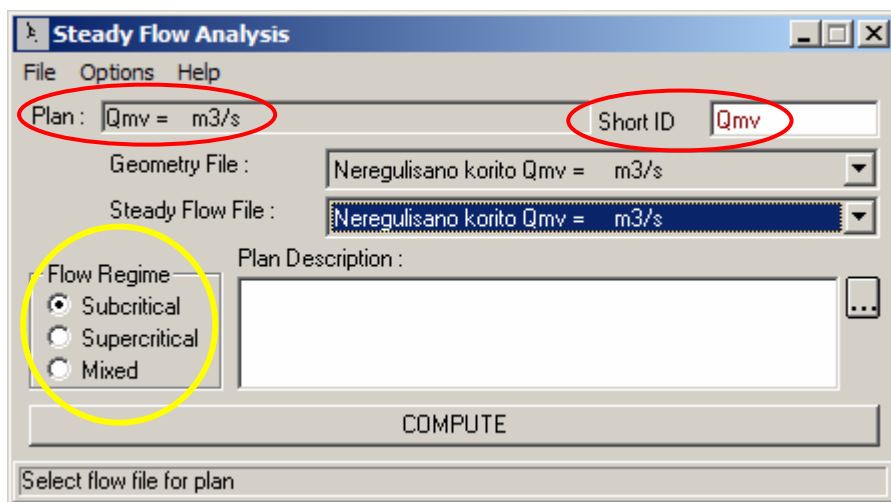 Steady Flow Analysis
File Options Help
Plan : Qmv = m3/s Short ID Qmv
Geometry File : Neregulisano korito Qmv = m3/s
Steady Flow File : Neregulisano korito Qmv = m3/s
Plan Description :
Flow Regime
Subcritical
Supercritical
Mixed
...
COMPUTE
Select flow file for plan